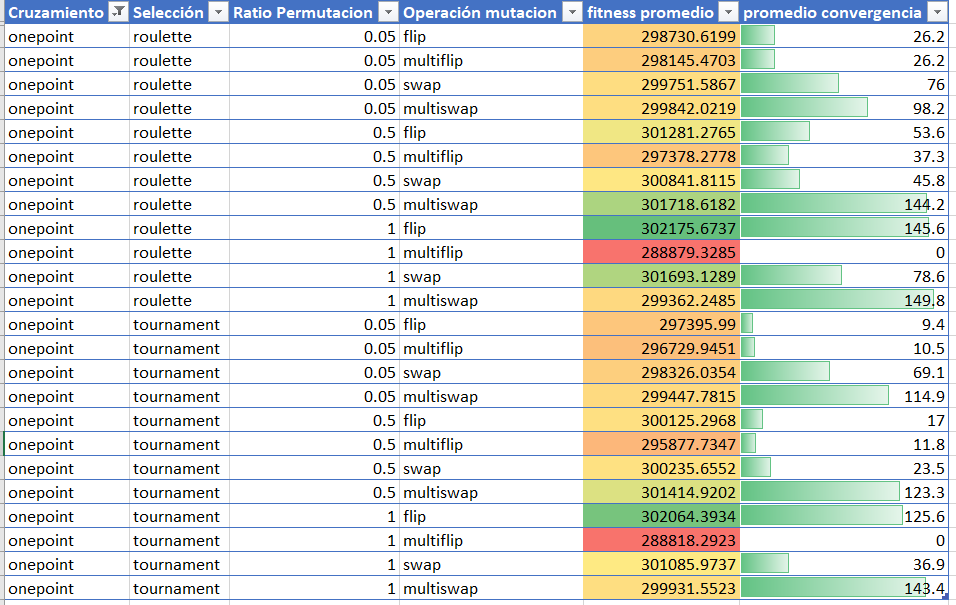 Cruzamiento Selección Ratio Permutacion Operación mutacion fitness promedio promedio convergencia
onepoint roulette 0.05 flip 298730.6199 26.2
onepoint roulette 0.05 multiflip 298145.4703 26.2
onepoint roulette 0.05 swap 299751.5867 76
onepoint roulette 0.05 multiswap 299842.0219 98.2
onepoint roulette 0.5 flip 301281.2765 53.6
onepoint roulette 0.5 multiflip 297378.2778 37.3
onepoint roulette 0.5 swap 300841.8115 45.8
onepoint roulette 0.5 multiswap 301718.6182 144.2
onepoint roulette 1 flip 302175.6737 145.6
onepoint roulette 1 multiflip 288879.3285 0
onepoint roulette 1 swap 301693.1289 78.6
onepoint roulette 1 multiswap 299362.2485 149.8
onepoint tournament 0.05 flip 297395.99 9.4
onepoint tournament 0.05 multiflip 296729.9451 10.5
onepoint tournament 0.05 swap 298326.0354 69.1
onepoint tournament 0.05 multiswap 299447.7815 114.9
onepoint tournament 0.5 flip 300125.2968 17
onepoint tournament 0.5 multiflip 295877.7347 11.8
onepoint tournament 0.5 swap 300235.6552 23.5
onepoint tournament 0.5 multiswap 301414.9202 123.3
onepoint tournament 1 flip 302064.3934 125.6
onepoint tournament 1 multiflip 288818.2923 0
onepoint tournament 1 swap 301085.9737 36.9
onepoint tournament 1 multiswap 299931.5523 143.4